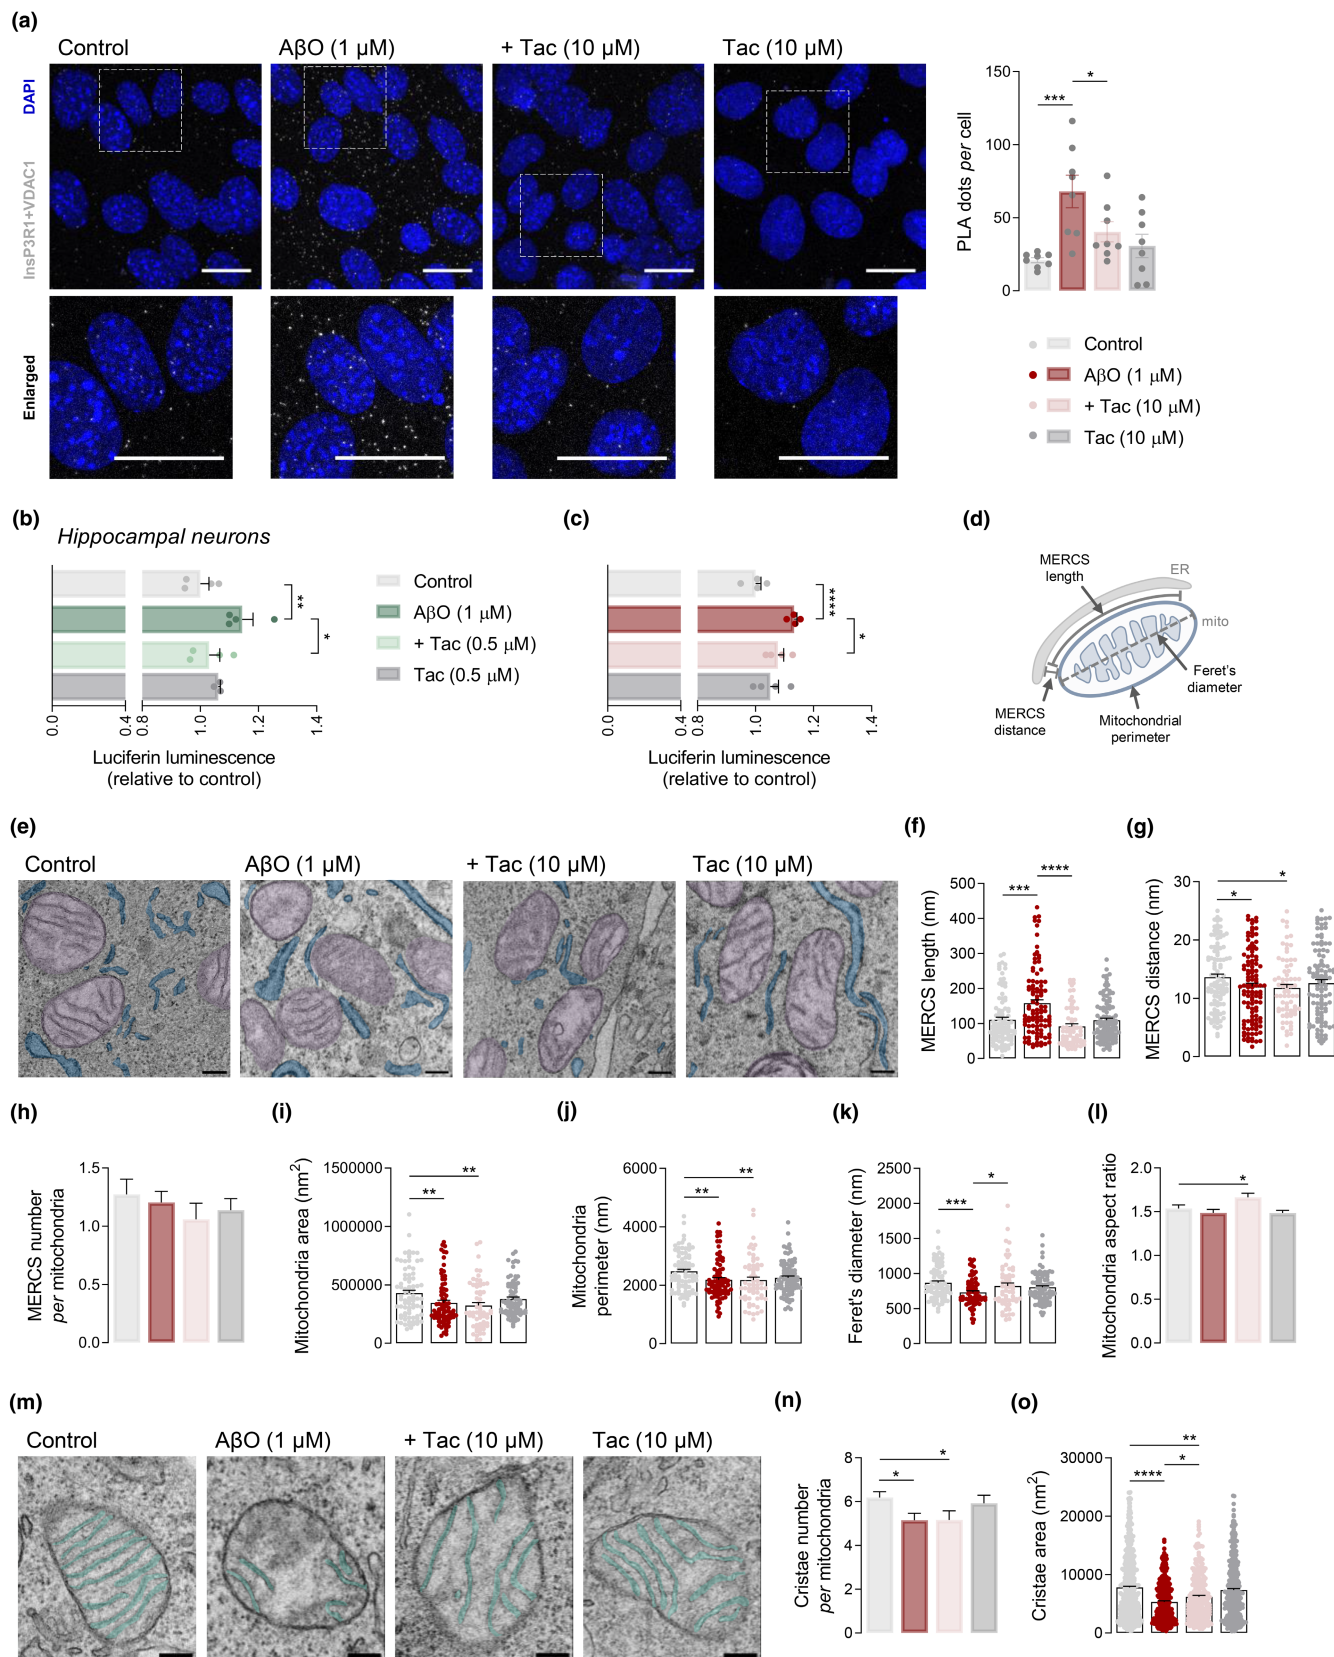 (a)
Control
AβO (1 μM)
+ Tac (10 μM)
Tac (10 μM)
InsP3R1+VDAC1 DAPI
Enlarged
PLA dots per cell
150
100
50
0
***
*
Control
AβO (1 μM)
+ Tac (10 μM)
Tac (10 μM)
(b)
Hippocampal neurons
**
*
0.0
0.4
0.8
1.0
1.2
1.4
Luciferin luminescence
(relative to control)
Control
AβO (1 μM)
+ Tac (0.5 μM)
Tac (0.5 μM)
(c)
****
*
0.0
0.4
0.8
1.0
1.2
1.4
Luciferin luminescence
(relative to control)
(d)
MERCS
length
ER
mito
Feret's
diameter
MERCS
distance
Mitochondrial
perimeter
(e)
Control
AβO (1 μM)
+ Tac (10 μM)
Tac (10 μM)
(f)
MERCS length (nm)
500
400
300
200
100
0
***
****
(g)
MERCS distance (nm)
30
20
10
0
*
*
(h)
MERCS number
per mitochondria
1.5
1.0
0.5
0.0
(i)
Mitochondria area (nm²)
1500000
1000000
500000
0
**
**
(j)
Mitochondria
perimeter (nm)
6000
4000
2000
0
**
**
(k)
Feret's diameter (nm)
2500
2000
1500
1000
500
0
***
*
(l)
Mitochondria aspect ratio
2.0
1.5
1.0
0.5
0.0
*
(m)
Control
AβO (1 μM)
+ Tac (10 μM)
Tac (10 μM)
(n)
Cristae number
per mitochondria
8
6
4
2
0
*
*
(o)
Cristae area (nm²)
30000
20000
10000
0
**
*
****